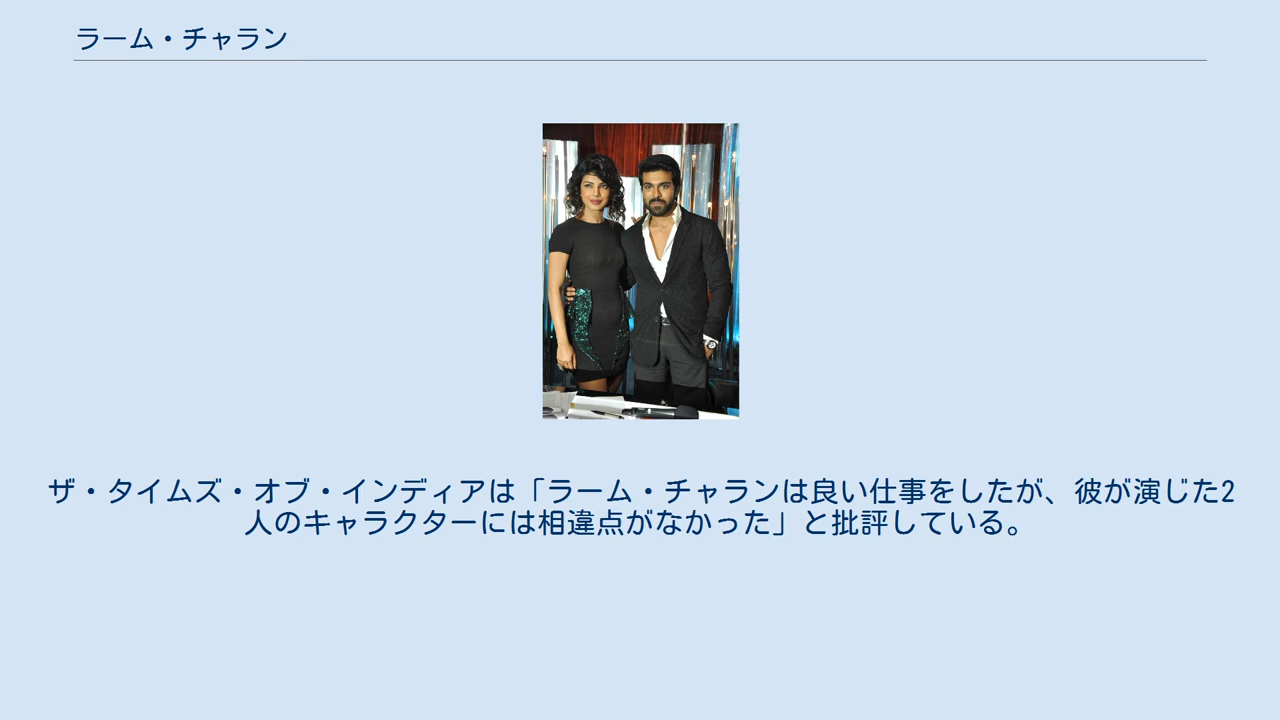 ラーム・チャラン
ザ・タイムズ・オブ・インディアは「ラーム・チャランは良い仕事をしたが、彼が演じた2
人のキャラクターには相違点がなかった」と批評している。